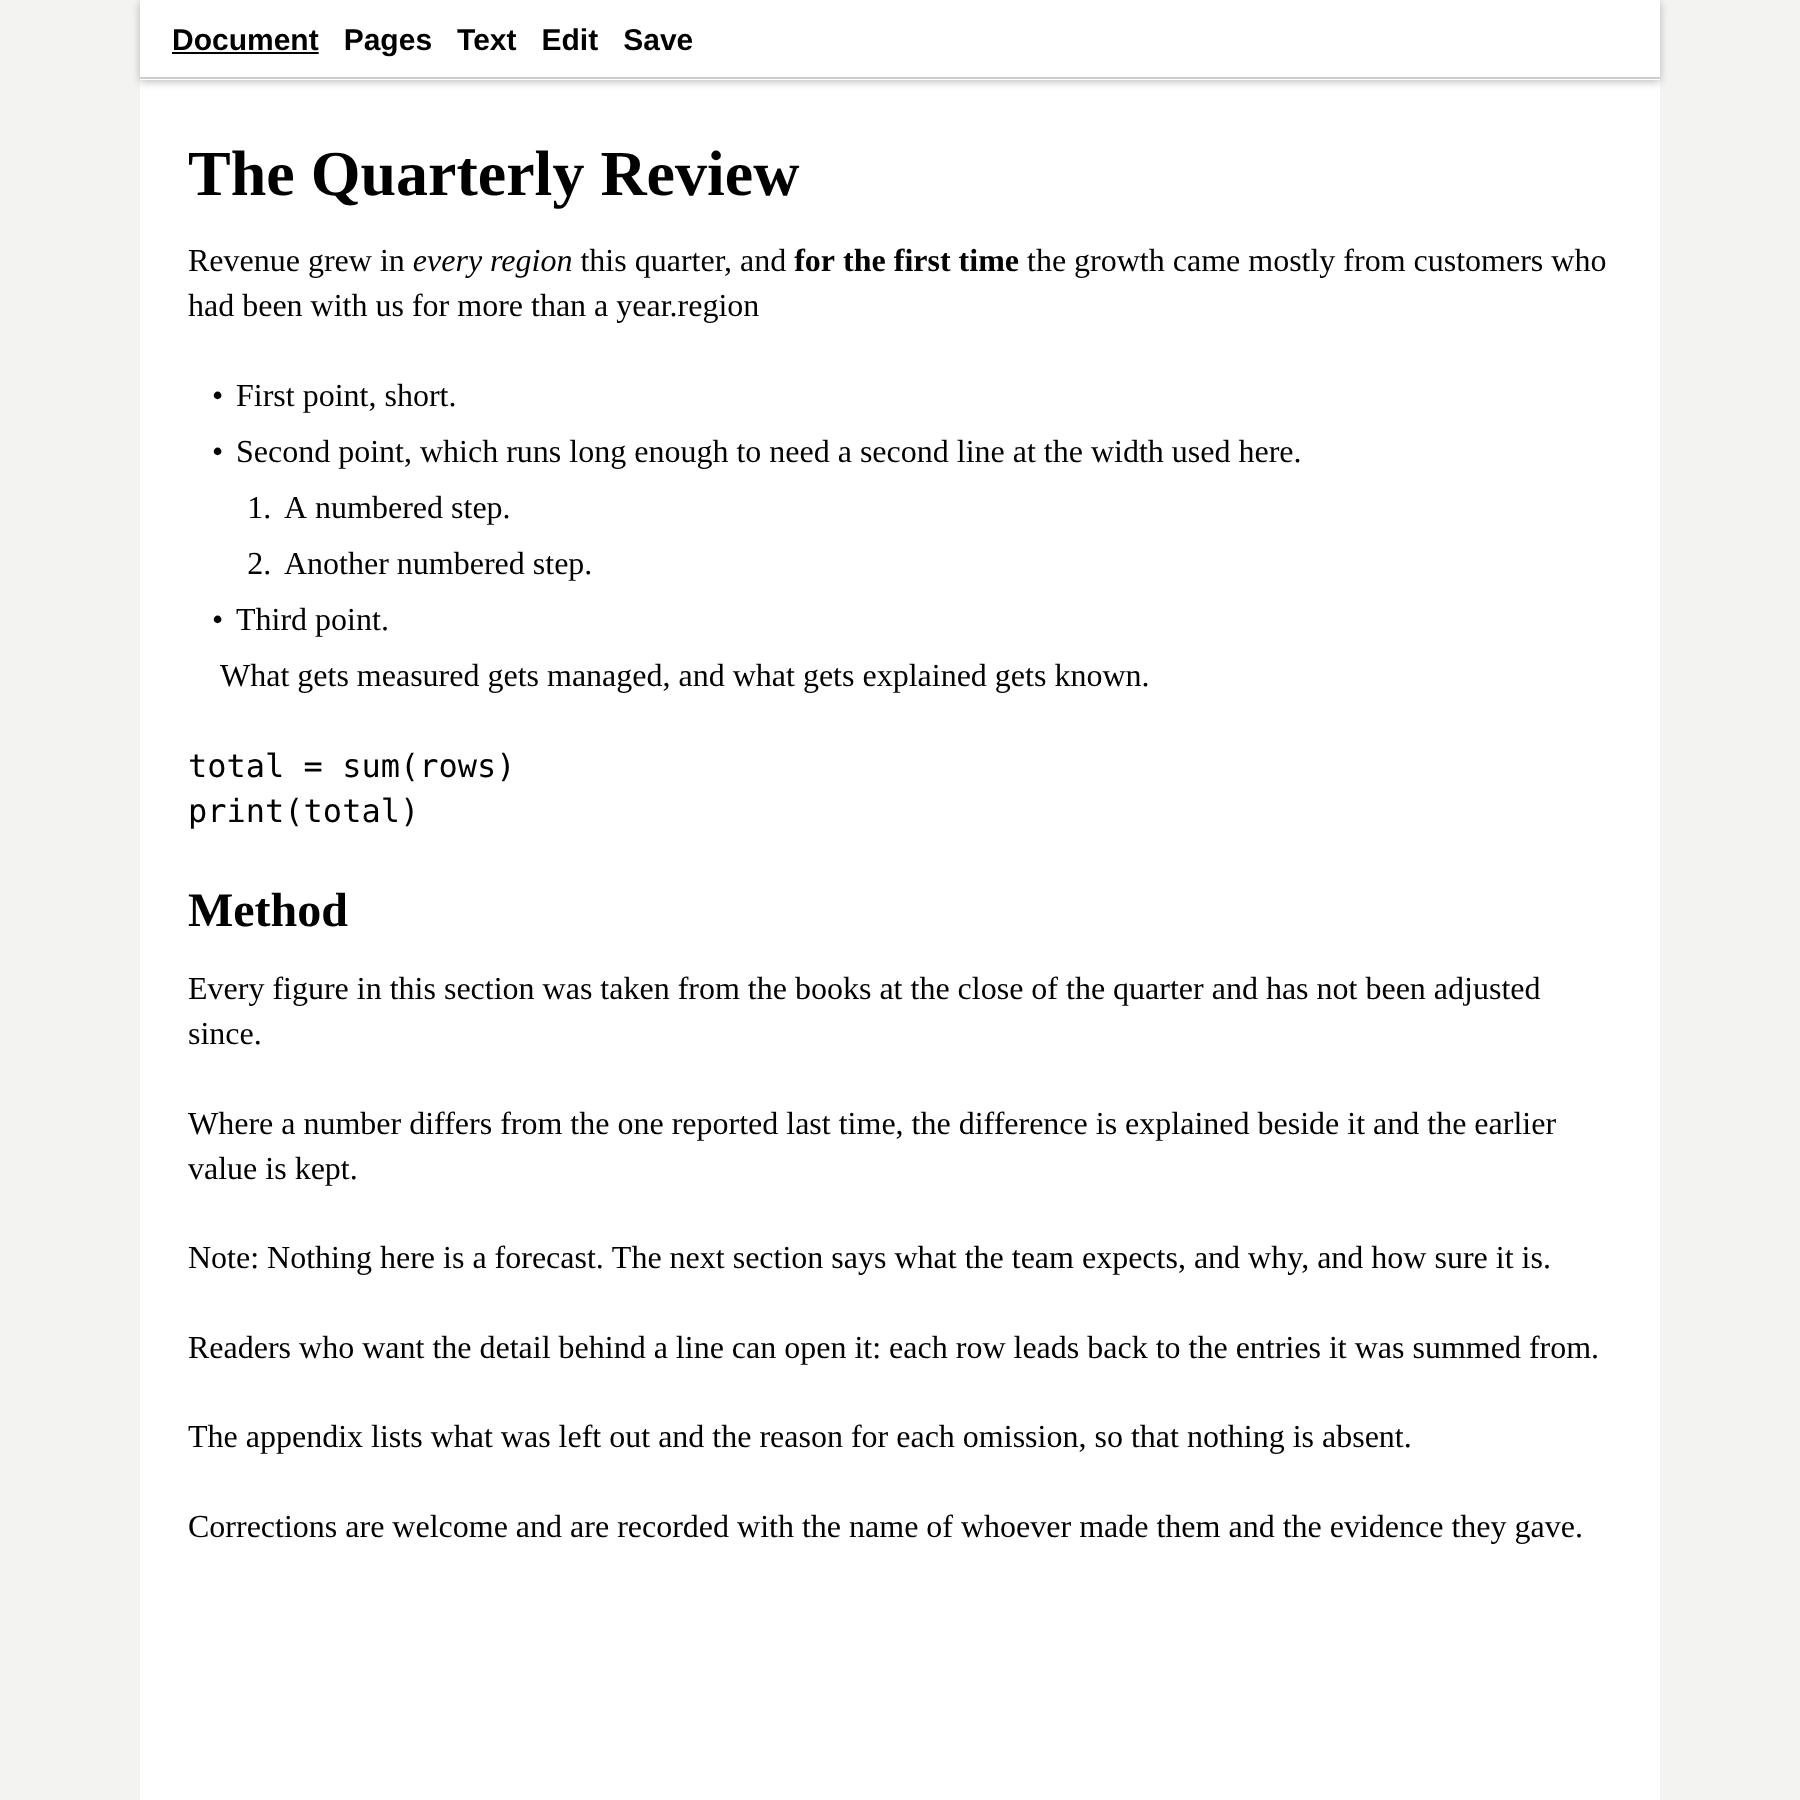 Document Pages Text Edit Save
The Quarterly Review
Revenue grew in every region this quarter, and for the first time the growth came mostly from customers who
had been with us for more than a year.region
• First point, short.
• Second point, which runs long enough to need a second line at the width used here.
1. A numbered step.
2. Another numbered step.
• Third point.
What gets measured gets managed, and what gets explained gets known.
total = sum(rows)
print(total)
Method
Every figure in this section was taken from the books at the close of the quarter and has not been adjusted
since.
Where a number differs from the one reported last time, the difference is explained beside it and the earlier
value is kept.
Note: Nothing here is a forecast. The next section says what the team expects, and why, and how sure it is.
Readers who want the detail behind a line can open it: each row leads back to the entries it was summed from.
The appendix lists what was left out and the reason for each omission, so that nothing is absent.
Corrections are welcome and are recorded with the name of whoever made them and the evidence they gave.